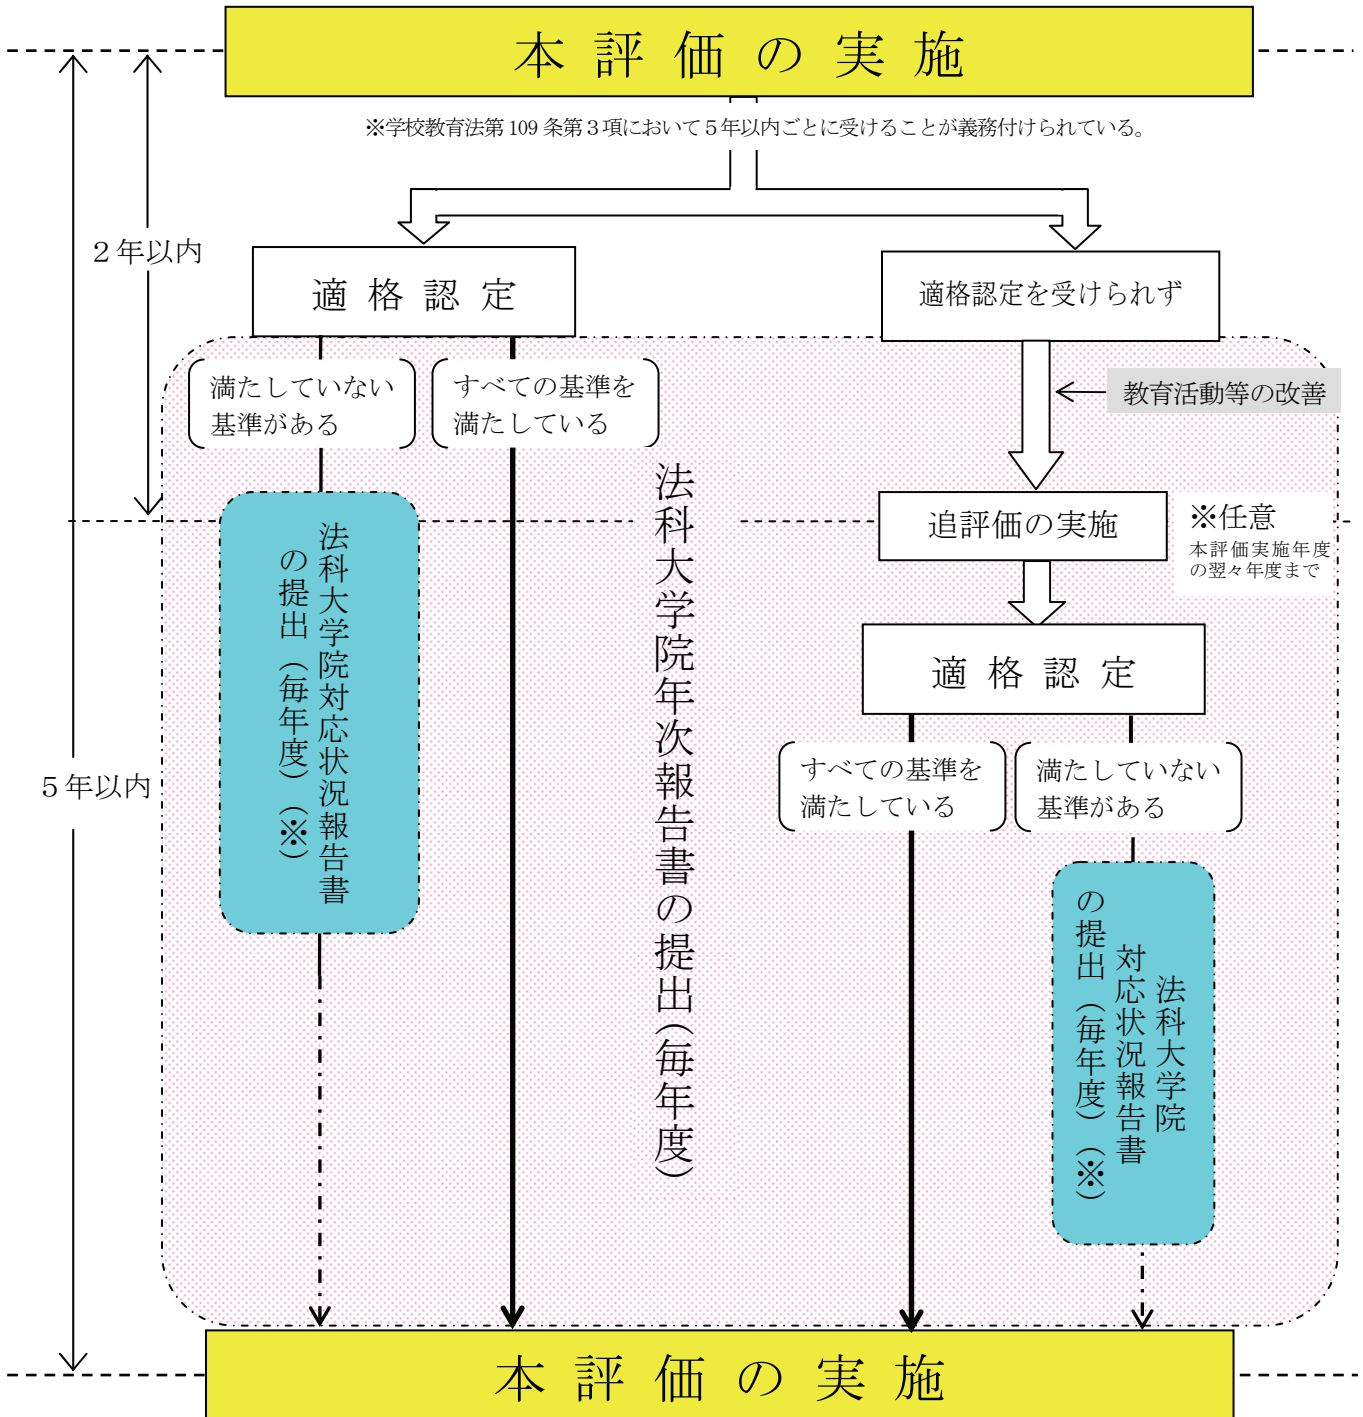 本評価の実施
※学校教育法第109条第3項において5年以内ごとに受けることが義務付けられている。
2年以内
適格認定
適格認定を受けられず
満たしていない
基準がある
すべての基準を
満たしている
教育活動等の改善
追評価の実施
※任意
本評価実施年度
の翌々年度まで
法科大学院対応状況報告書
の提出（毎年度）（※）
法科大学院年次報告書の提出（毎年度）
適格認定
5年以内
すべての基準を
満たしている
満たしていない
基準がある
法科大学院
対応状況報告書
の提出（毎年度）（※）
本評価の実施